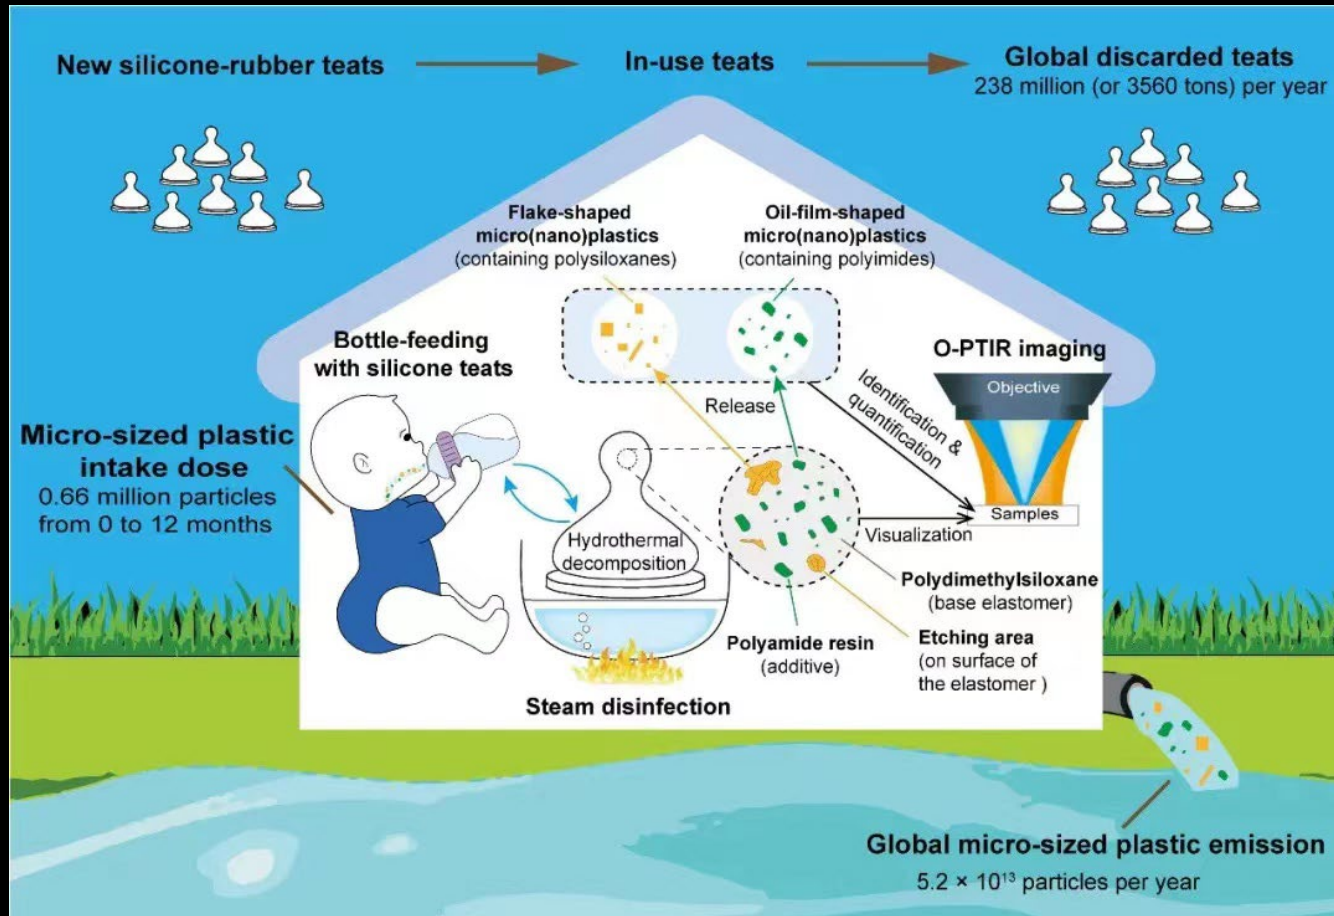 New silicone-rubber teats
In-use teats
Global discarded teats
238 million (or 3560 tons) per year
Flake-shaped
micro(nano)plastics
(containing polysiloxanes)
Oil-film-shaped
micro(nano)plastics
(containing polyimides)
Bottle-feeding
with silicone teats
O-PTIR imaging
Objective
Identification &
quantification
Release
Micro-sized plastic
intake dose
0.66 million particles
from 0 to 12 months
Samples
Visualization
Hydrothermal
decomposition
Polydimethylsiloxane
(base elastomer)
Polyamide resin
(additive)
Etching area
(on surface of
the elastomer )
Steam disinfection
Global micro-sized plastic emission
5.2 × 10¹³ particles per year